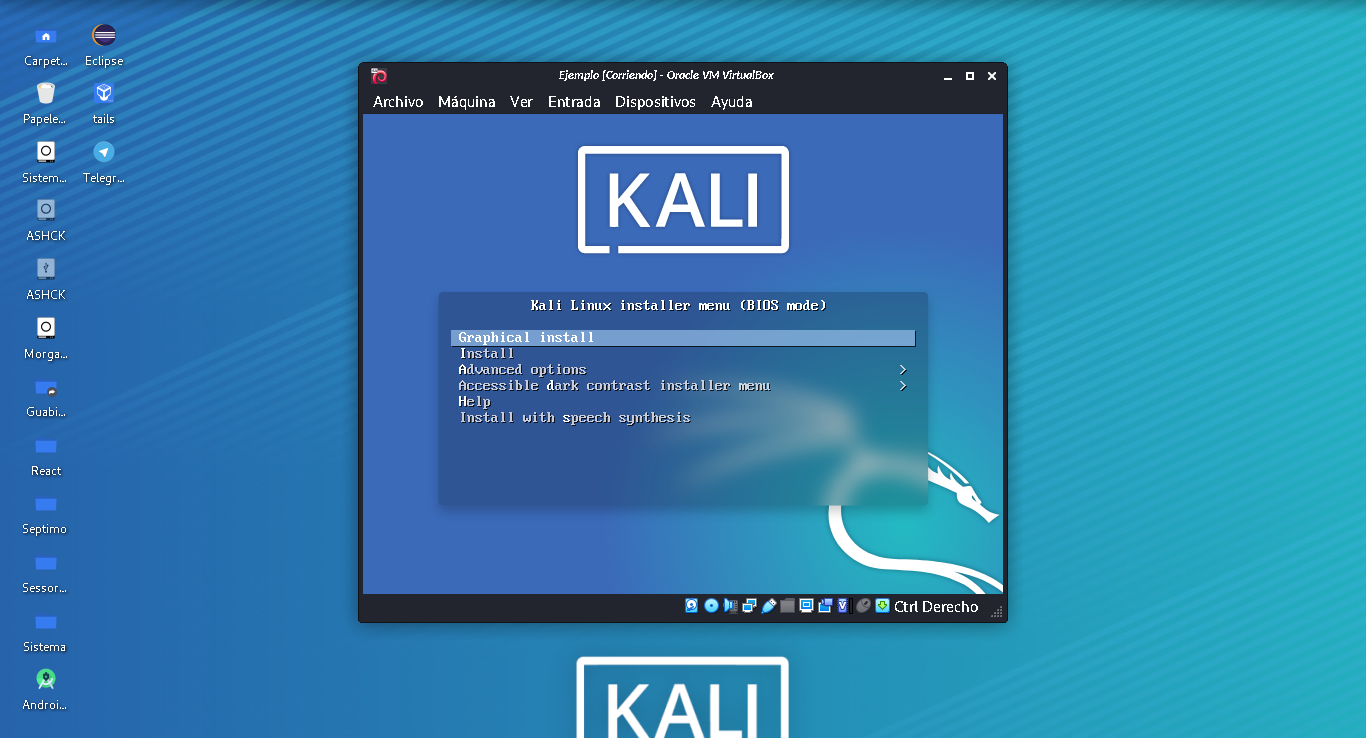 Carpet...
Eclipse
Papele...
tails
Sistem...
Telegr...
ASHCK
ASHCK
Morga...
Guabi...
React
Septimo
Sessor...
Sistema
Androi...
Ejemplo [Corriendo] - Oracle VM VirtualBox
Archivo Máquina Ver Entrada Dispositivos Ayuda
KALI
Kali Linux installer menu (BIOS mode)
Graphical install
Install
Advanced options >
Accessible dark contrast installer menu >
Help
Install with speech synthesis
Ctrl Derecho
KALI